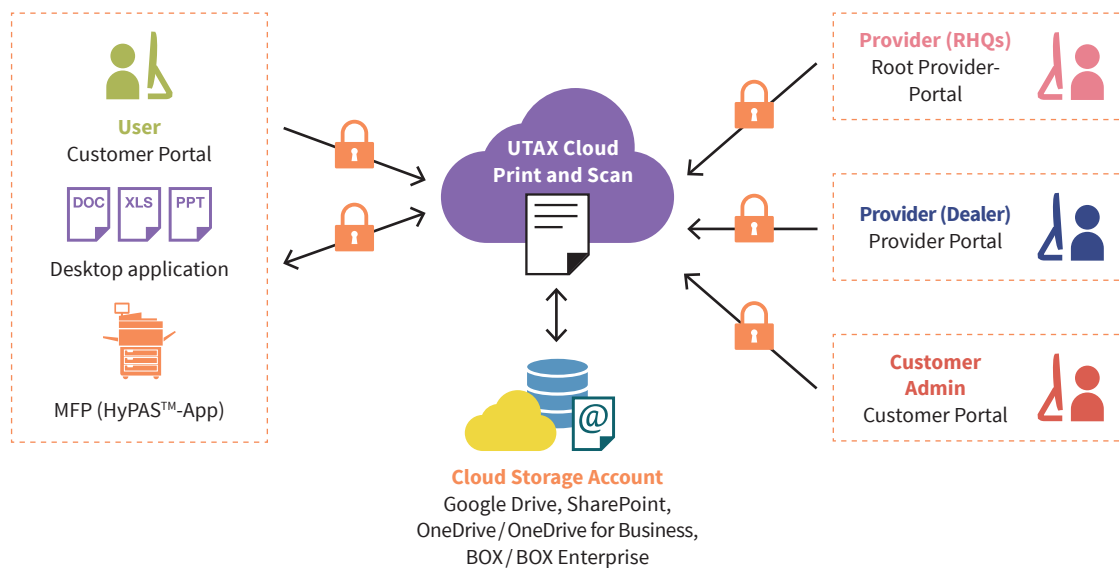 User
Customer Portal
DOC XLS PPT
Desktop application
MFP (HyPAS™-App)
UTAX Cloud
Print and Scan
@
Cloud Storage Account
Google Drive, SharePoint,
OneDrive / OneDrive for Business,
BOX / BOX Enterprise
Provider (RHQs)
Root Provider-
Portal
Provider (Dealer)
Provider Portal
Customer
Admin
Customer Portal